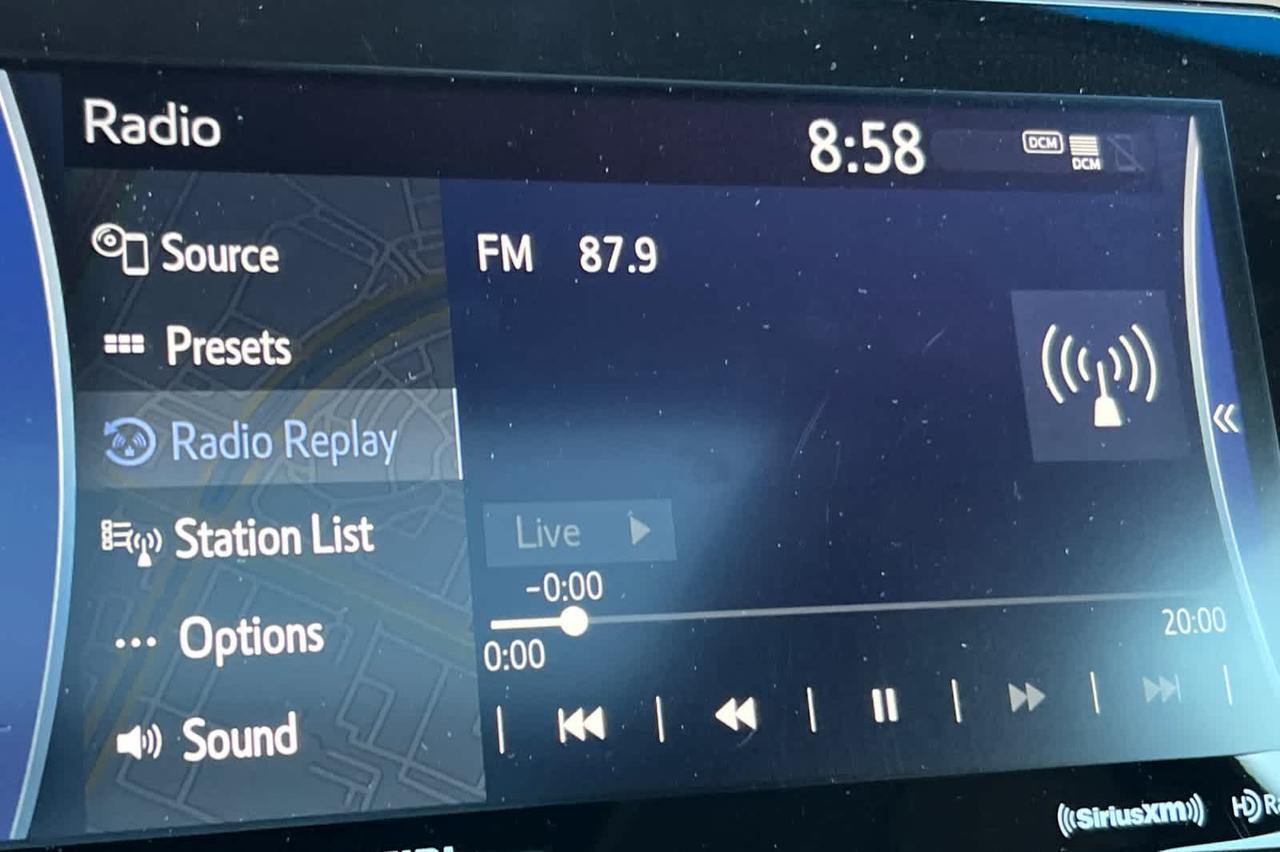 Radio
8:58
DCM
DCM
Source
FM 87.9
Presets
Radio Replay
Station List
Live
-0:00
0:00
20:00
Options
Sound
SiriusXM
HD